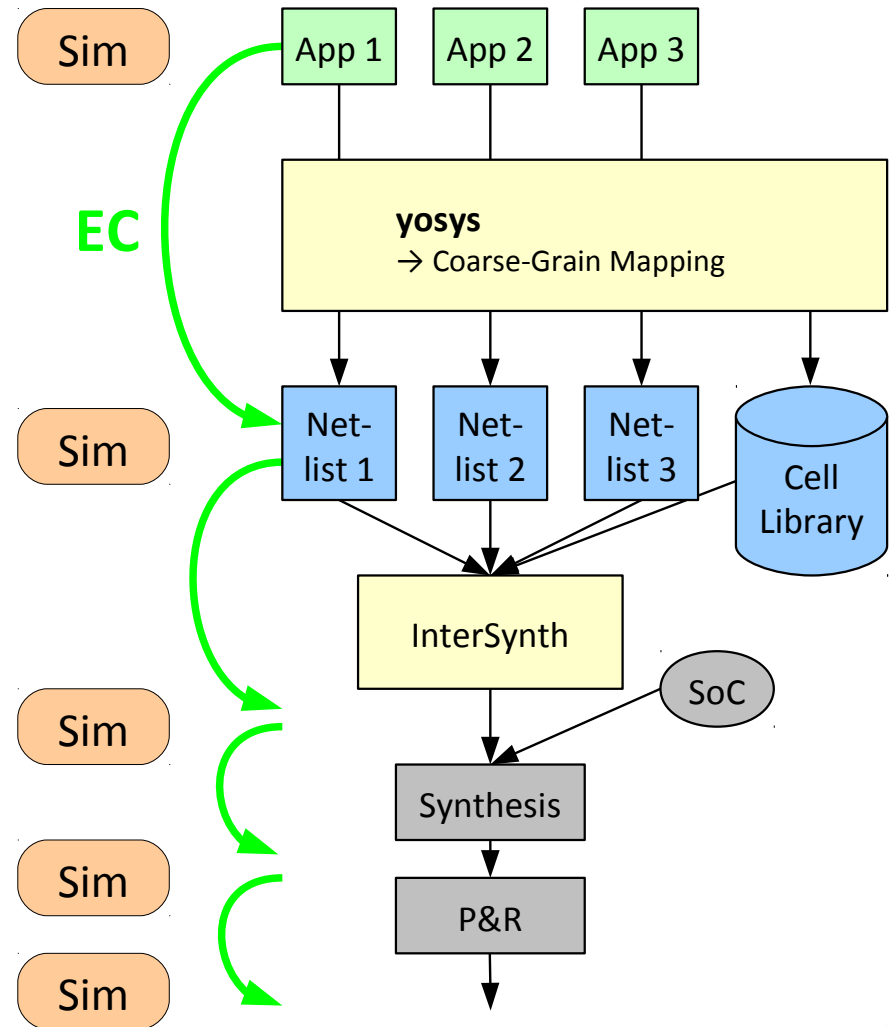 Sim
App 1
App 2
App 3
EC
yosys
→ Coarse-Grain Mapping
Sim
Net-
list 1
Net-
list 2
Net-
list 3
Cell
Library
InterSynth
SoC
Sim
Synthesis
Sim
P&R
Sim